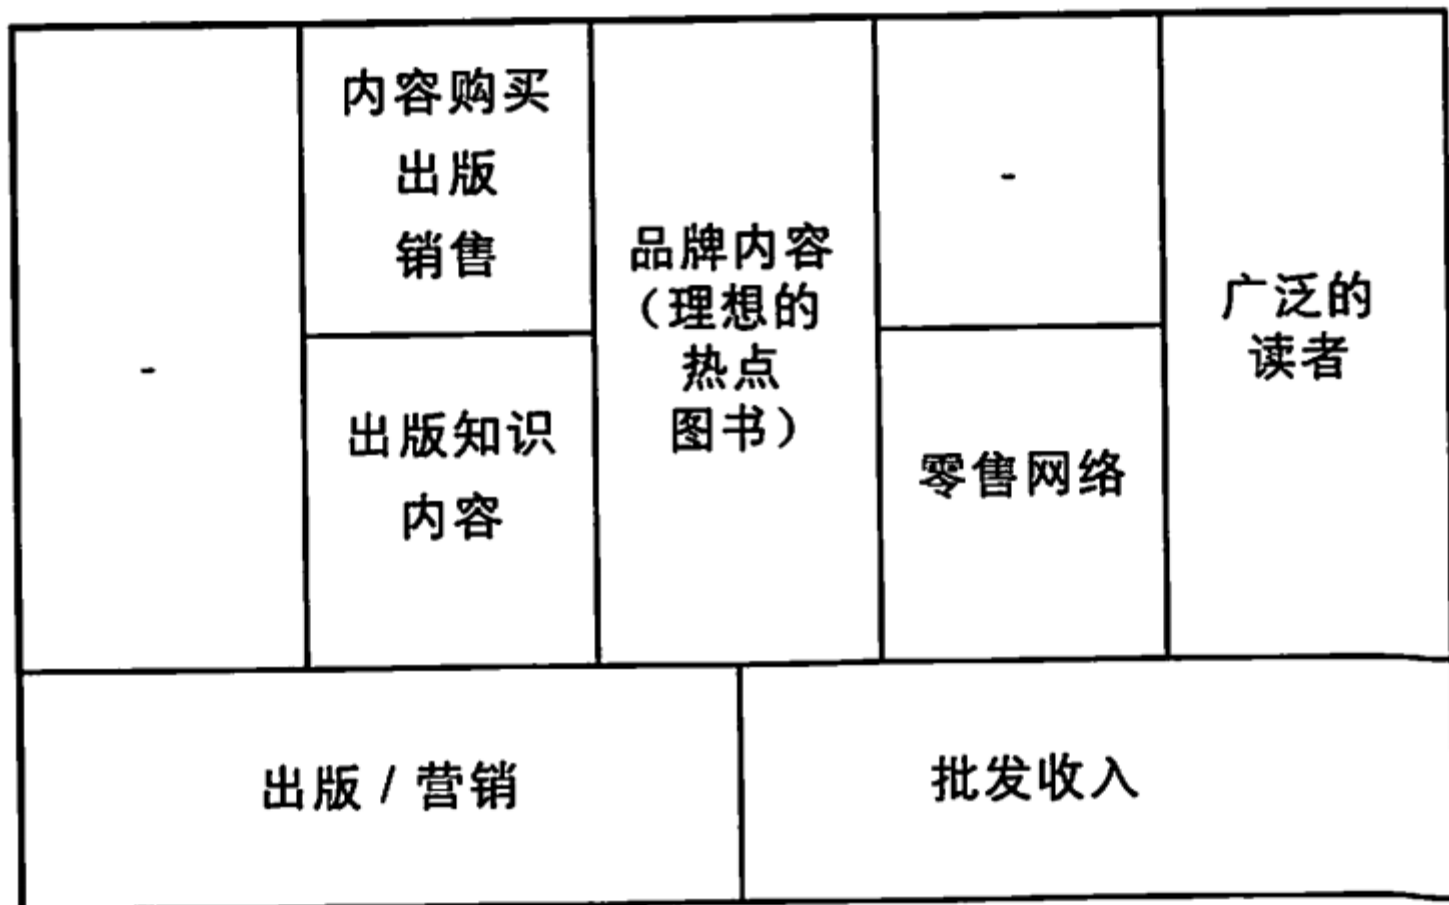 -
内容购买
出版
销售
出版知识
内容
品牌内容
（理想的
热点
图书）
-
零售网络
广泛的
读者
出版 / 营销
批发收入